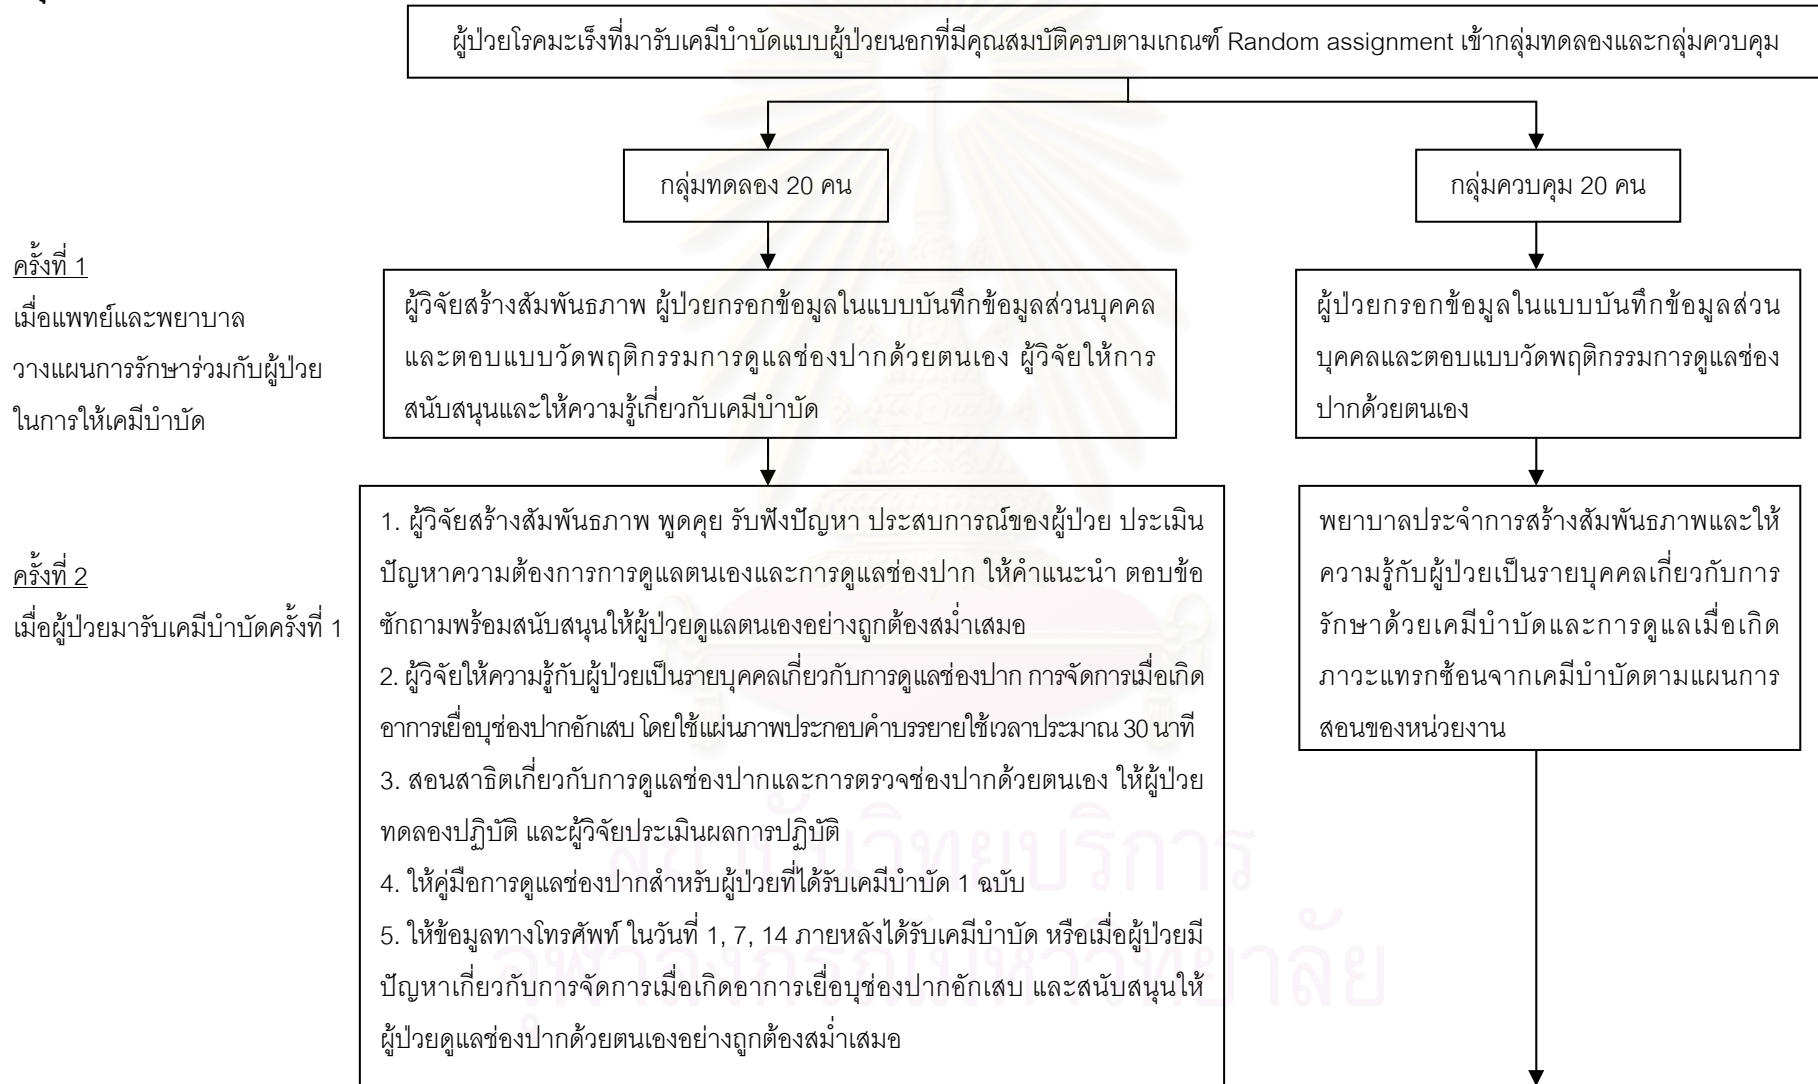 ผู้ป่วยโรคมะเร็งที่มารับเคมีบำบัดแบบผู้ป่วยนอกที่มีคุณสมบัติครบตามเกณฑ์ Random assignment เข้ากลุ่มทดลองและกลุ่มควบคุม
กลุ่มทดลอง 20 คน
กลุ่มควบคุม 20 คน
ครั้งที่ 1
เมื่อแพทย์และพยาบาล
วางแผนการรักษาร่วมกับผู้ป่วย
ในการให้เคมีบำบัด
ผู้วิจัยสร้างสัมพันธภาพ ผู้ป่วยกรอกข้อมูลในแบบบันทึกข้อมูลส่วนบุคคล
และตอบแบบวัดพฤติกรรมการดูแลช่องปากด้วยตนเอง ผู้วิจัยให้การ
สนับสนุนและให้ความรู้เกี่ยวกับเคมีบำบัด
ผู้ป่วยกรอกข้อมูลในแบบบันทึกข้อมูลส่วน
บุคคลและตอบแบบวัดพฤติกรรมการดูแลช่อง
ปากด้วยตนเอง
ครั้งที่ 2
เมื่อผู้ป่วยมารับเคมีบำบัดครั้งที่ 1
1. ผู้วิจัยสร้างสัมพันธภาพ พูดคุย รับฟังปัญหา ประสบการณ์ของผู้ป่วย ประเมิน
ปัญหาความต้องการการดูแลตนเองและการดูแลช่องปาก ให้คำแนะนำ ตอบข้อ
ซักถามพร้อมสนับสนุนให้ผู้ป่วยดูแลตนเองอย่างถูกต้องสม่ำเสมอ
2. ผู้วิจัยให้ความรู้กับผู้ป่วยเป็นรายบุคคลเกี่ยวกับการดูแลช่องปาก การจัดการเมื่อเกิด
อาการเยื่อบุช่องปากอักเสบ โดยใช้แผ่นภาพประกอบคำบรรยายใช้เวลาประมาณ 30 นาที
3. สอนสาธิตเกี่ยวกับการดูแลช่องปากและการตรวจช่องปากด้วยตนเอง ให้ผู้ป่วย
ทดลองปฏิบัติ และผู้วิจัยประเมินผลการปฏิบัติ
4. ให้คู่มือการดูแลช่องปากสำหรับผู้ป่วยที่ได้รับเคมีบำบัด 1 ฉบับ
5. ให้ข้อมูลทางโทรศัพท์ ในวันที่ 1, 7, 14 ภายหลังได้รับเคมีบำบัด หรือเมื่อผู้ป่วยมี
ปัญหาเกี่ยวกับการจัดการเมื่อเกิดอาการเยื่อบุช่องปากอักเสบ และสนับสนุนให้
ผู้ป่วยดูแลช่องปากด้วยตนเองอย่างถูกต้องสม่ำเสมอ
พยาบาลประจำการสร้างสัมพันธภาพและให้
ความรู้กับผู้ป่วยเป็นรายบุคคลเกี่ยวกับการ
รักษาด้วยเคมีบำบัดและการดูแลเมื่อเกิด
ภาวะแทรกซ้อนจากเคมีบำบัดตามแผนการ
สอนของหน่วยงาน
สถาบันวิทยบริการ
จุฬาลงกรณ์มหาวิทยาลัย